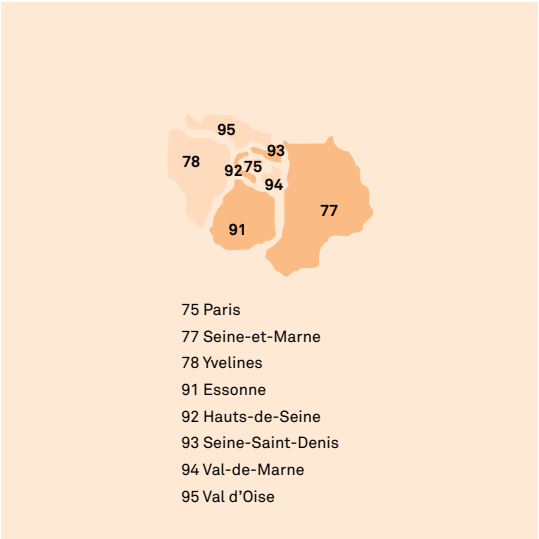 95
93
78
92 75
94
77
91
75 Paris
77 Seine-et-Marne
78 Yvelines
91 Essonne
92 Hauts-de-Seine
93 Seine-Saint-Denis
94 Val-de-Marne
95 Val d’Oise